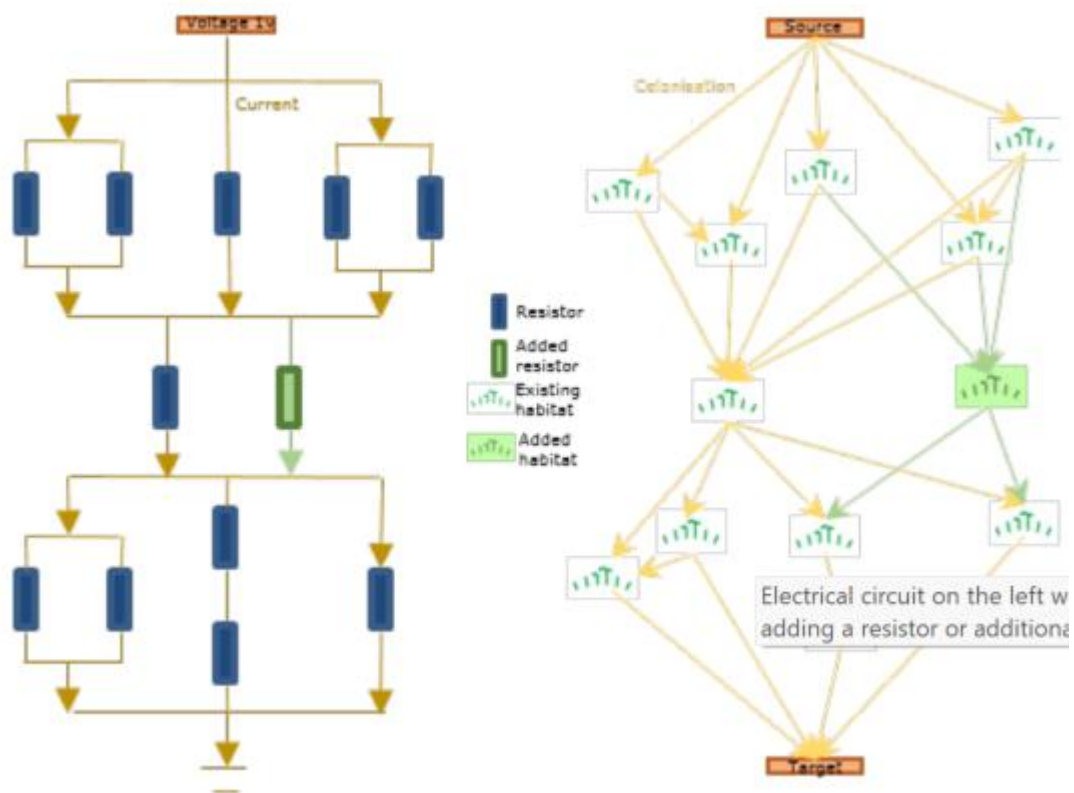 Voltage 1v
Source
Current
Colonisation
Resistor
Added
resistor
Existing
habitat
Added
habitat
Electrical circuit on the left w
adding a resistor or additiona
Target